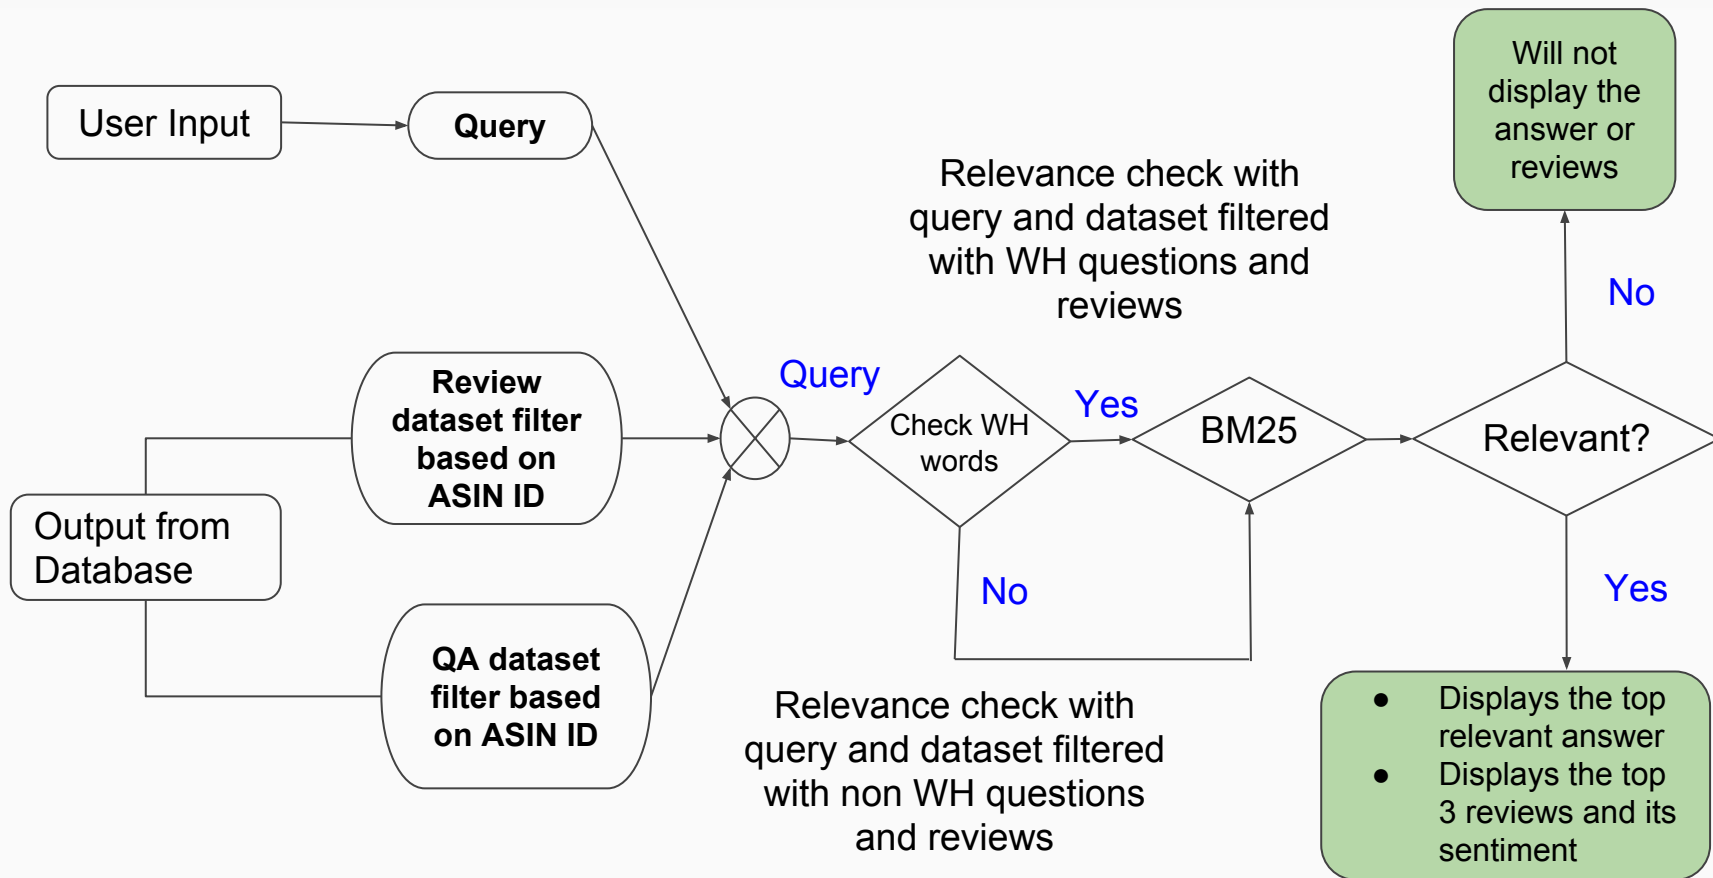 User Input
Query
Will not
display the
answer or
reviews
Relevance check with
query and dataset filtered
with WH questions and
reviews
No
Review
dataset filter
based on
ASIN ID
Query
Check WH
words
Yes
BM25
Relevant?
Output from
Database
No
Yes
QA dataset
filter based
on ASIN ID
Relevance check with
query and dataset filtered
with non WH questions
and reviews
● Displays the top
relevant answer
● Displays the top
3 reviews and its
sentiment